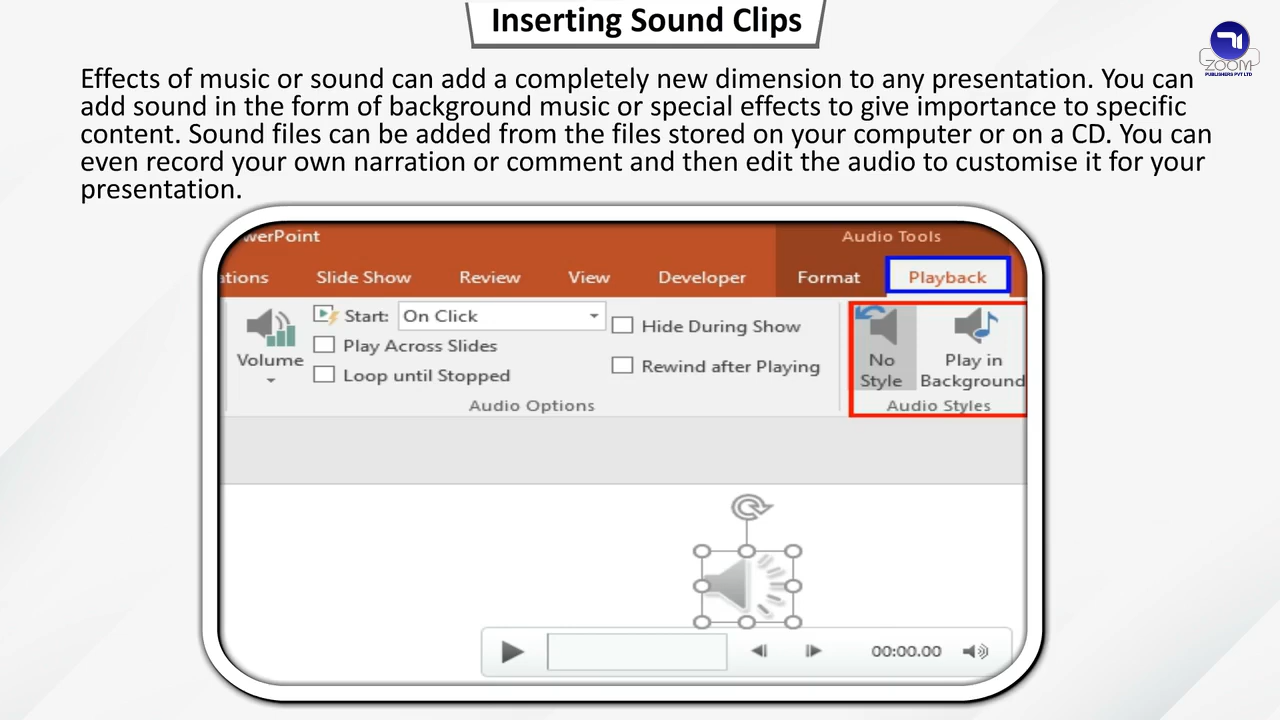 Inserting Sound Clips
ZOOM
PUBLISHERS PVT LTD
Effects of music or sound can add a completely new dimension to any presentation. You can
add sound in the form of background music or special effects to give importance to specific
content. Sound files can be added from the files stored on your computer or on a CD. You can
even record your own narration or comment and then edit the audio to customise it for your
presentation.
werPoint
Audio Tools
ations Slide Show Review View Developer Format Playback
Start: On Click
Hide During Show
Volume
Play Across Slides
Rewind after Playing
Loop until Stopped
Audio Options
No Style
Play in Background
Audio Styles
00:00.00